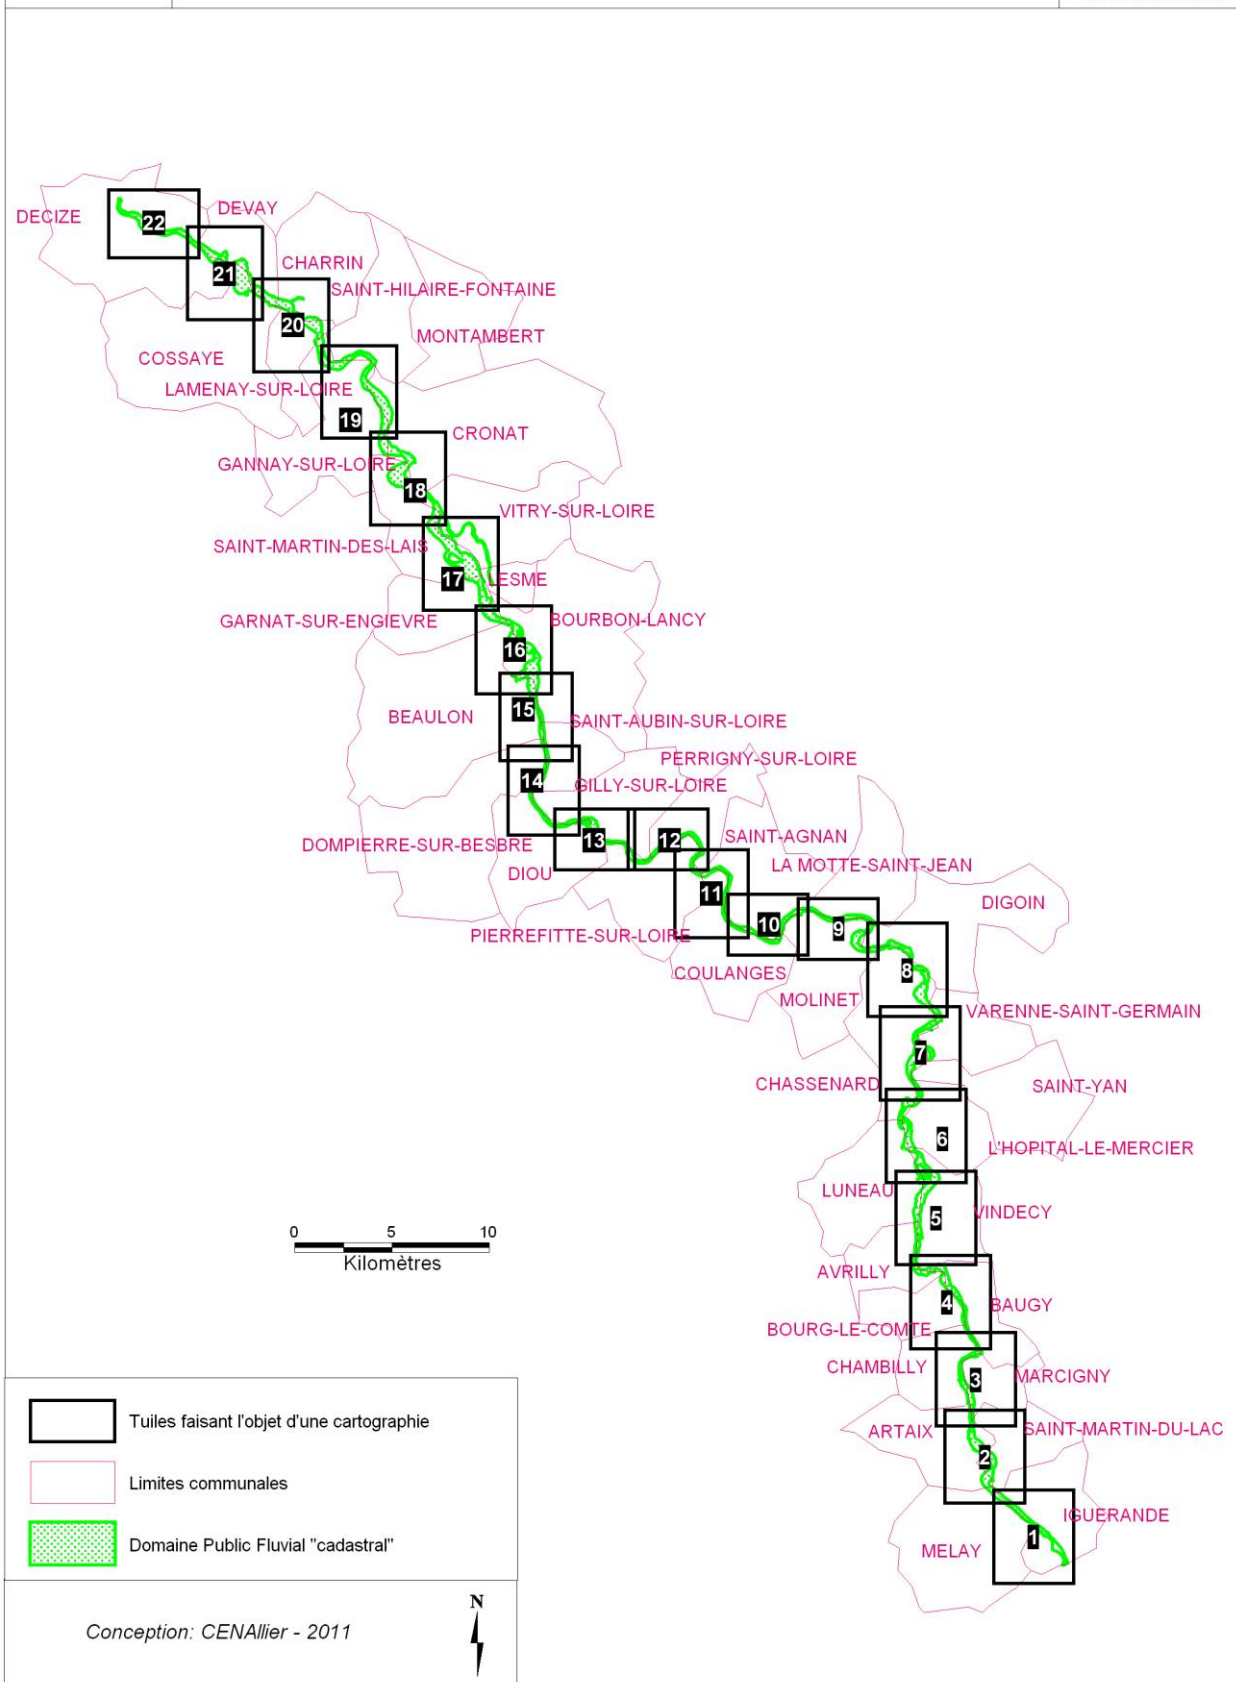 DECIZE
22
DEVAY
21
CHARRIN
SAINT-HILAIRE-FONTAINE
20
MONTAMBERT
COSSAYE
LAMENAY-SUR-LOIRE
19
CRONAT
GANNAY-SUR-LOIRE
18
VITRY-SUR-LOIRE
SAINT-MARTIN-DES-LAIS
17
LESME
GARNAT-SUR-ENGIEVRE
BOURBON-LANCY
16
15
BEAULON
SAINT-AUBIN-SUR-LOIRE
PERRIGNY-SUR-LOIRE
14
GILLY-SUR-LOIRE
DOMPIERRE-SUR-BESBRE
13
12
SAINT-AGNAN
DIOU
LA MOTTE-SAINT-JEAN
11
DIGOIN
10
9
PIERREFITTE-SUR-LOIRE
COULANGES
8
MOLINET
VARENNE-SAINT-GERMAIN
7
CHASSENARD
SAINT-YAN
6
L'HOPITAL-LE-MERCIER
LUNEAU
5
VINDECY
0 5 10
Kilomètres
AVRILLY
4
BAUGY
BOURG-LE-COMTE
CHAMBILLY
3
MARCIGNY
ARTAIX
SAINT-MARTIN-DU-LAC
2
IGUERANDE
1
MELAY
Tuiles faisant l'objet d'une cartographie
Limites communales
Domaine Public Fluvial "cadastral"
N
Conception: CENAllier - 2011